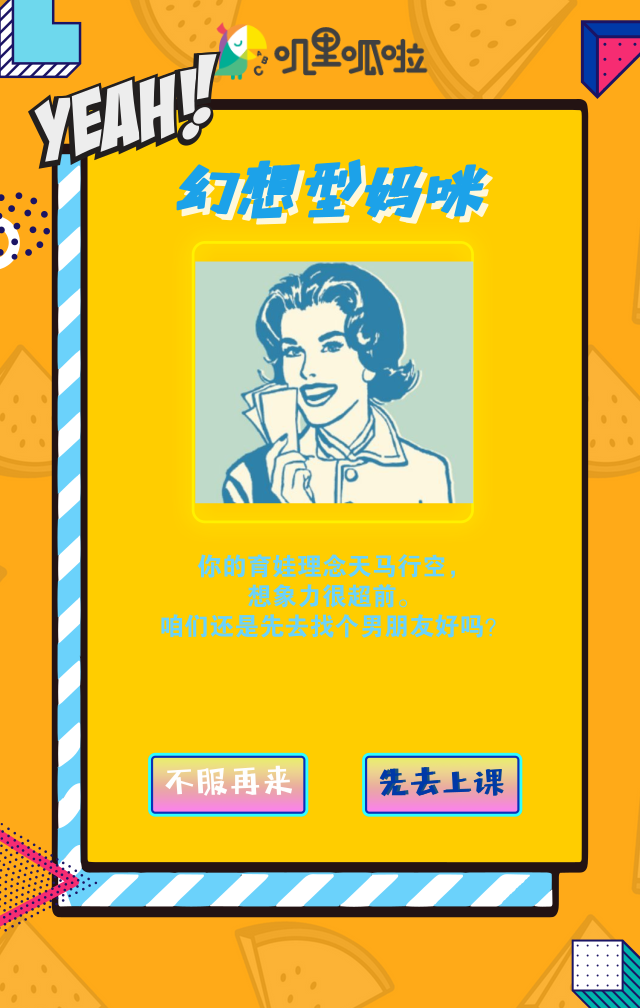 ABC
叽里呱啦
YEAH!!
幻想型妈咪
你的育娃理念天马行空，
想象力很超前。
咱们还是先去找个男朋友好吗?
不服再来
先去上课